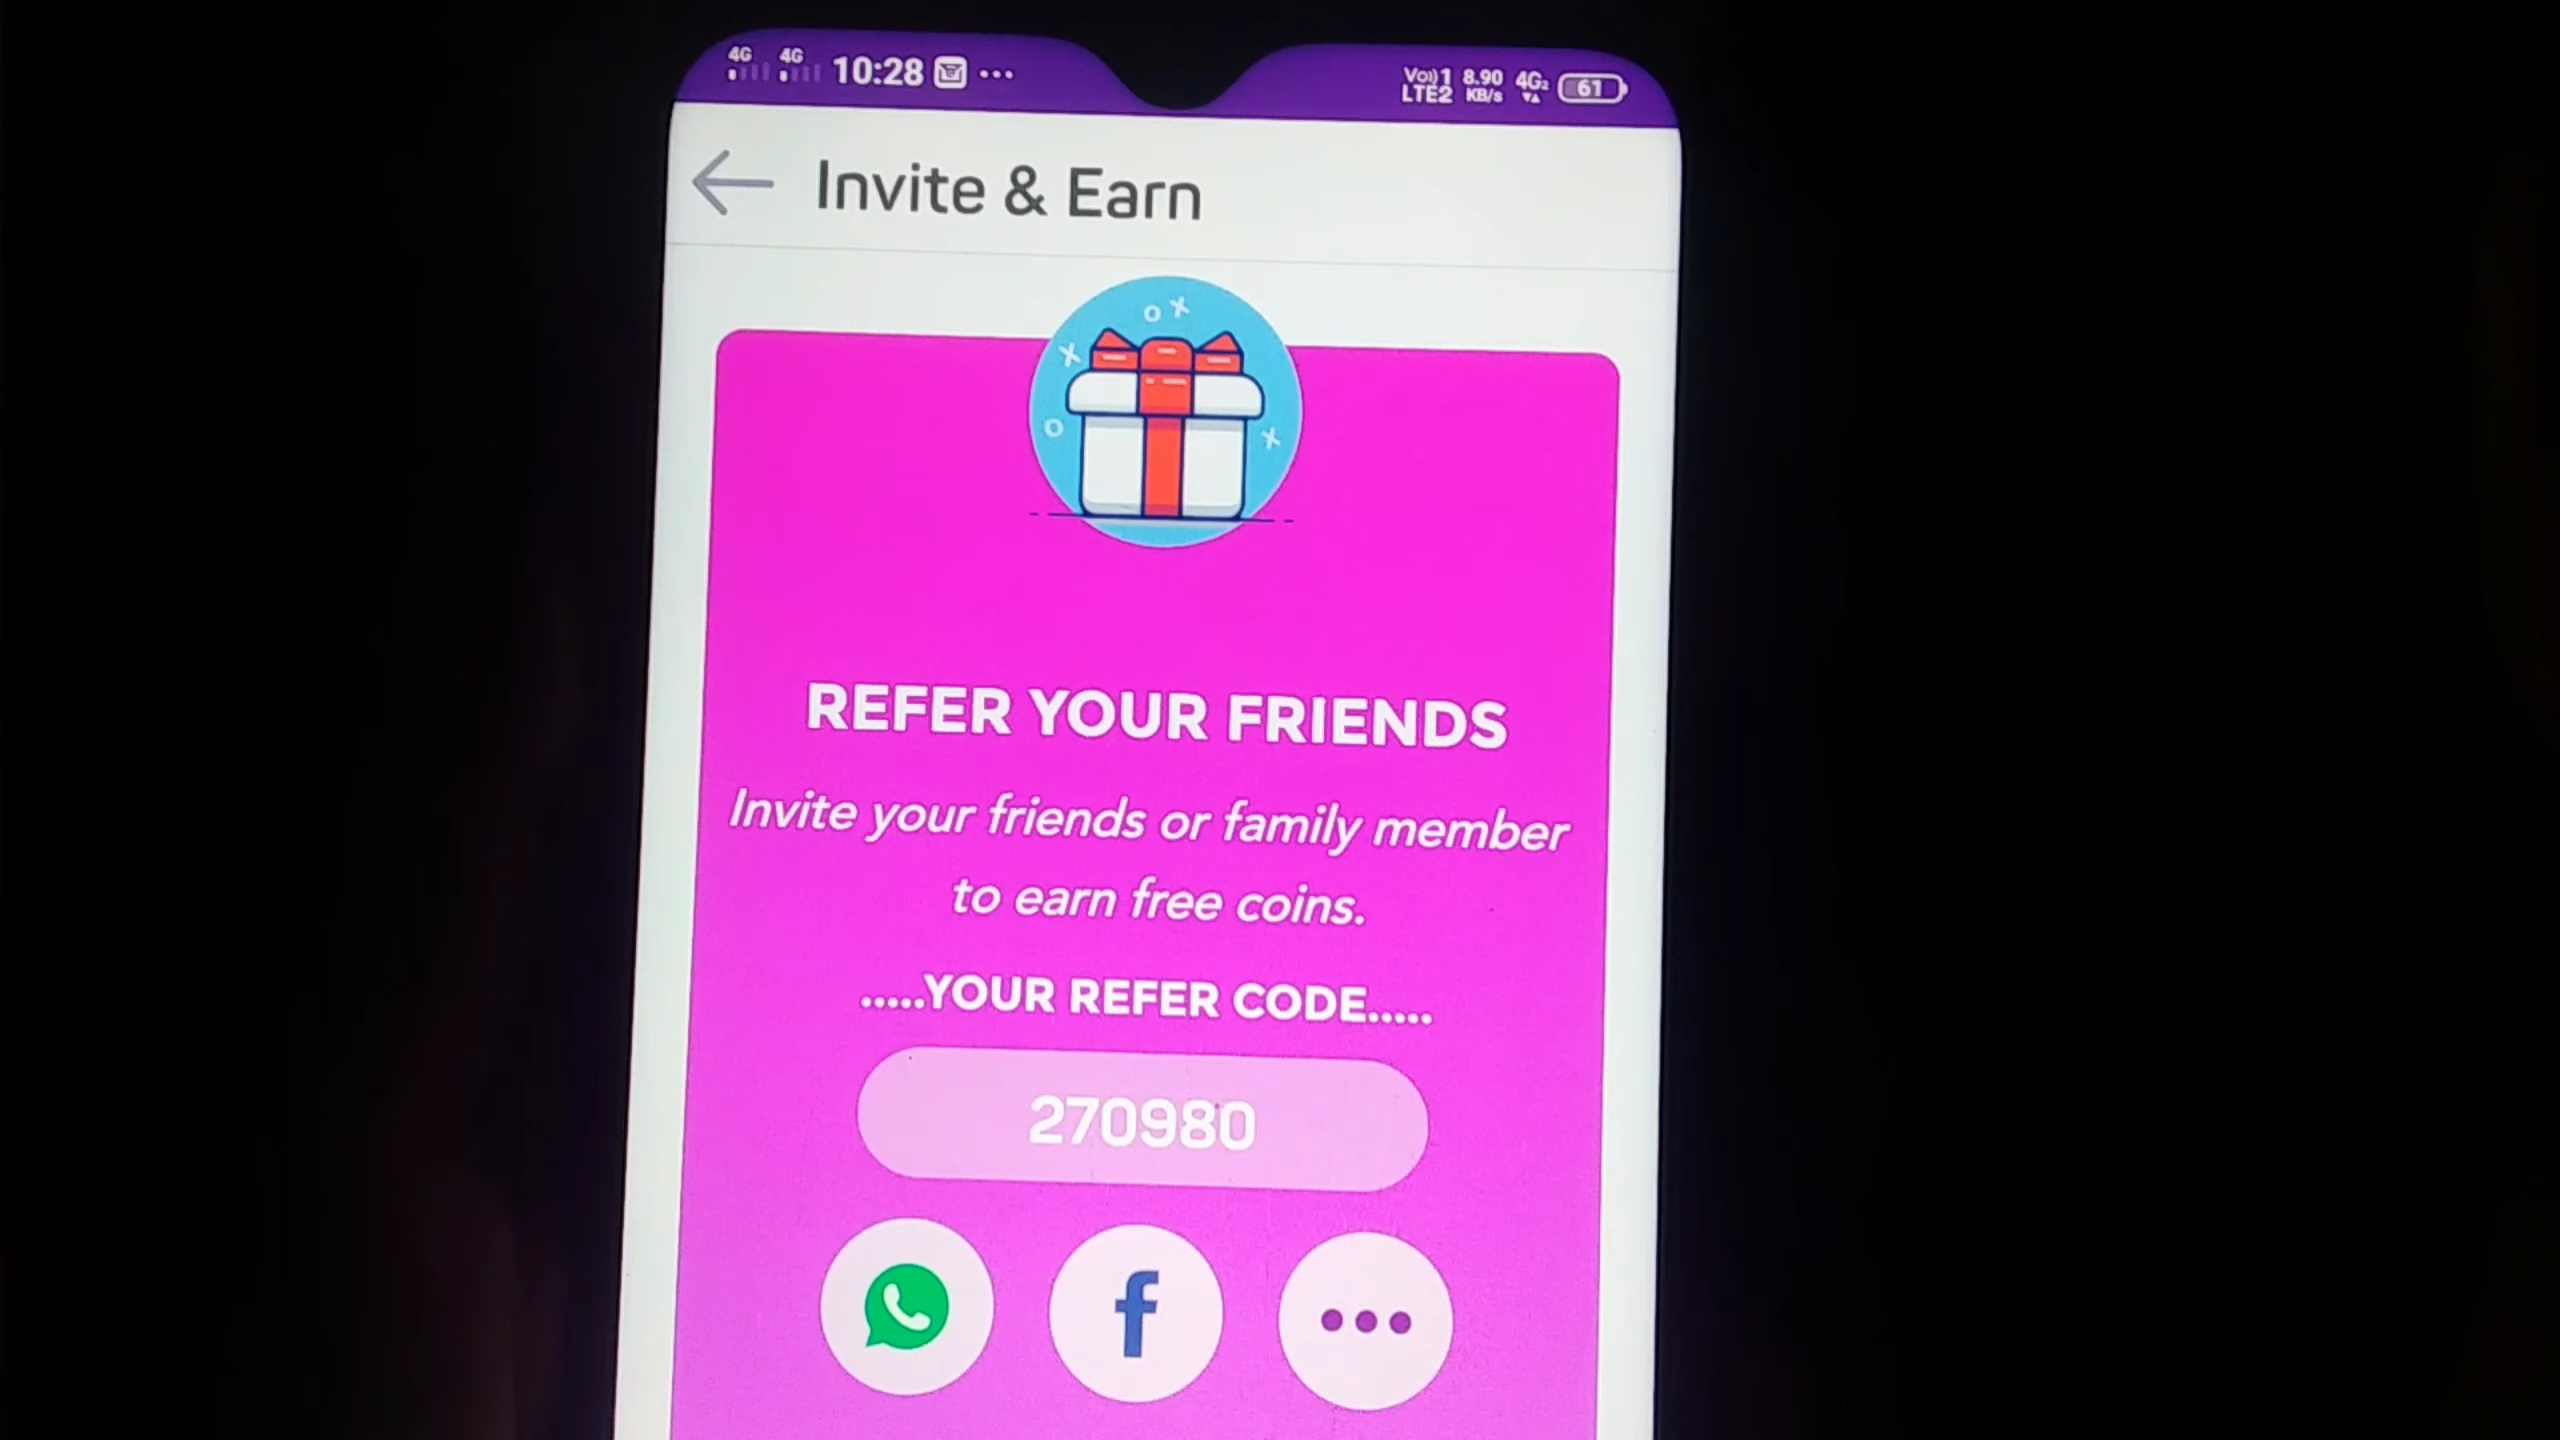 4G 4G 10:28
Vo)) 1 LTE2 8.90 KB/s 4G2 61
Invite & Earn
REFER YOUR FRIENDS
Invite your friends or family member
to earn free coins.
.....YOUR REFER CODE.....
270980